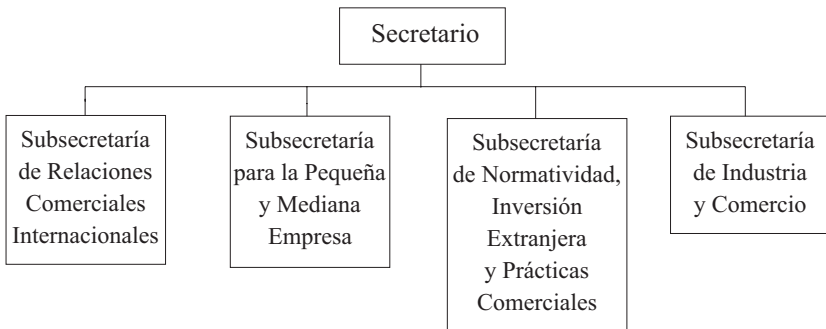 Secretario
Subsecretaría
de Relaciones
Comerciales
Internacionales
Subsecretaría
para la Pequeña
y Mediana
Empresa
Subsecretaría
de Normatividad,
Inversión
Extranjera
y Prácticas
Comerciales
Subsecretaría
de Industria
y Comercio